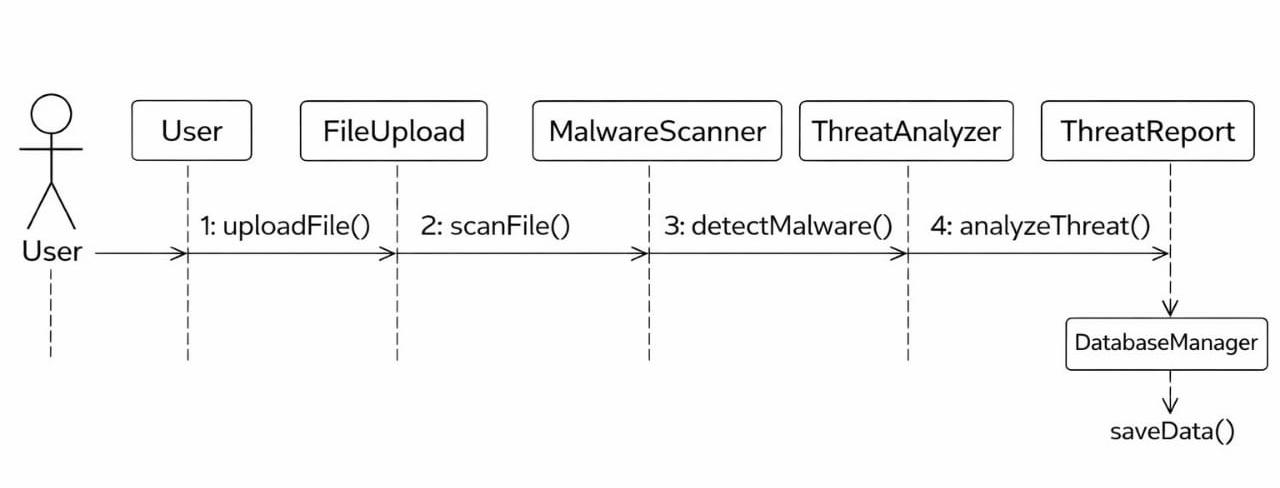 User
FileUpload
MalwareScanner
ThreatAnalyzer
ThreatReport
1: uploadFile()
2: scanFile()
3: detectMalware()
4: analyzeThreat()
User
DatabaseManager
saveData()